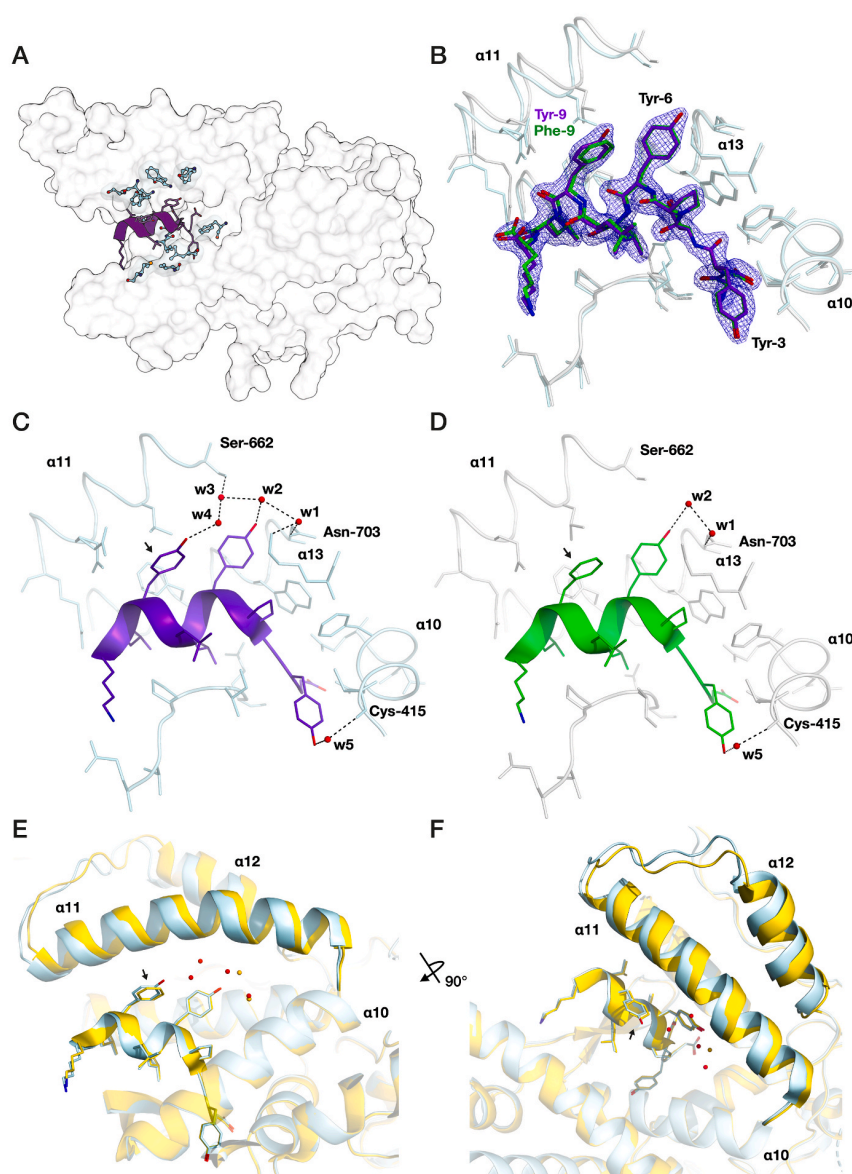 A
B
α11
Tyr-6
Tyr-9
Phe-9
α13
α10
Tyr-3
C
D
Ser-662
α11
w3
w2
w4
w1
Asn-703
α13
α10
Cys-415
w5
Ser-662
α11
w2
w1
Asn-703
α13
α10
Cys-415
w5
E
F
α12
α11
α10
90°
α12
α11
α10